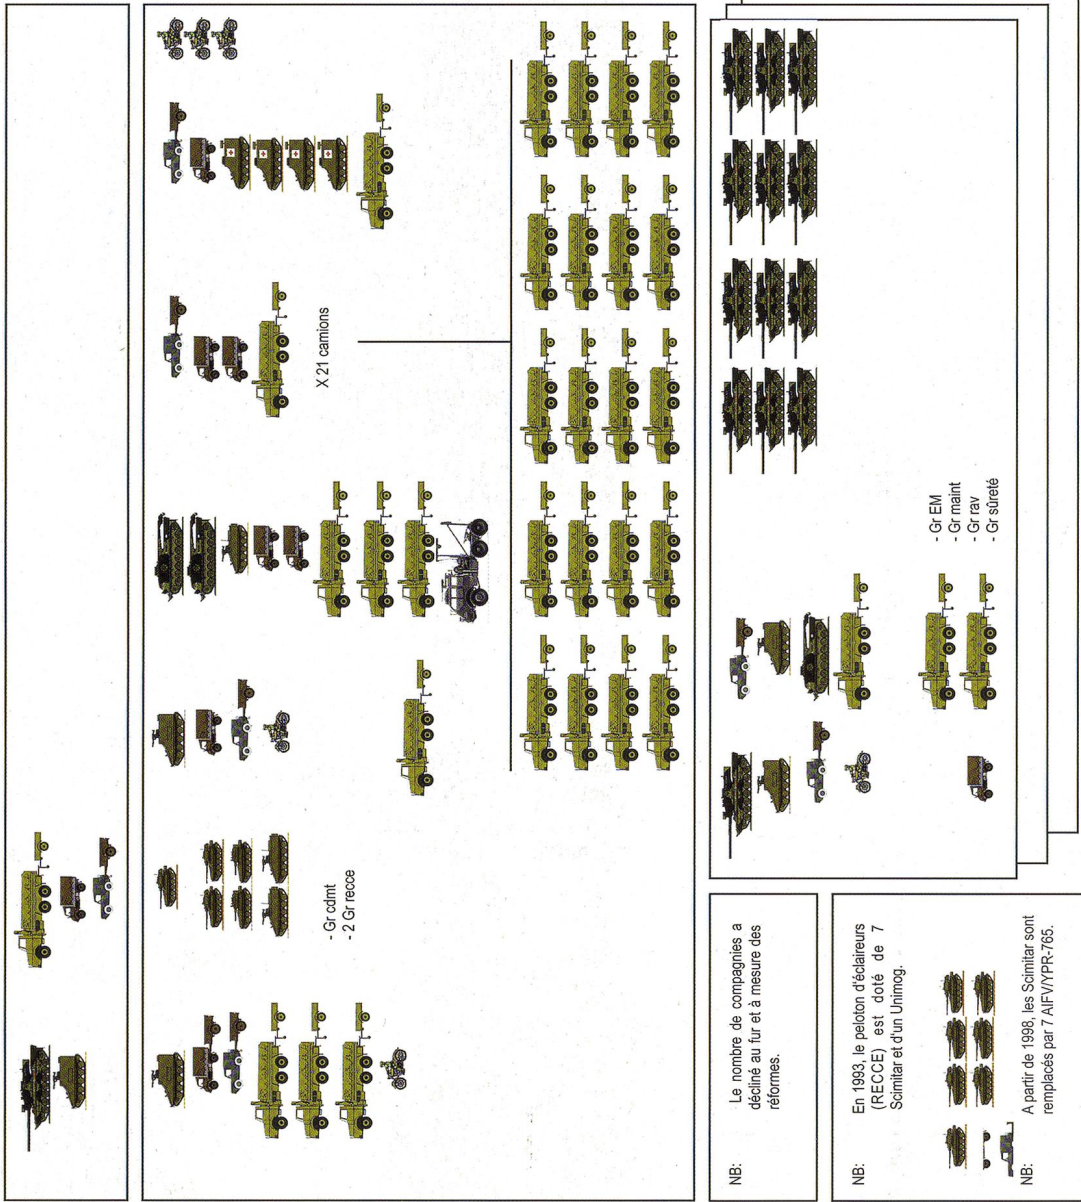 X 21 camions
- Gr cdmt
- 2 Gr recce
- Gr EM
- Gr maint
- Gr rav
- Gr sûreté
NB: Le nombre de compagnies a
décliné au fur et à mesure des
réformes.
NB: En 1993, le peloton d'éclaireurs
(RECCE) est doté de 7
Scimitar et d'un Unimog.
NB: A partir de 1998, les Scimitar sont
remplacés par 7 AIFV/YPR-765.